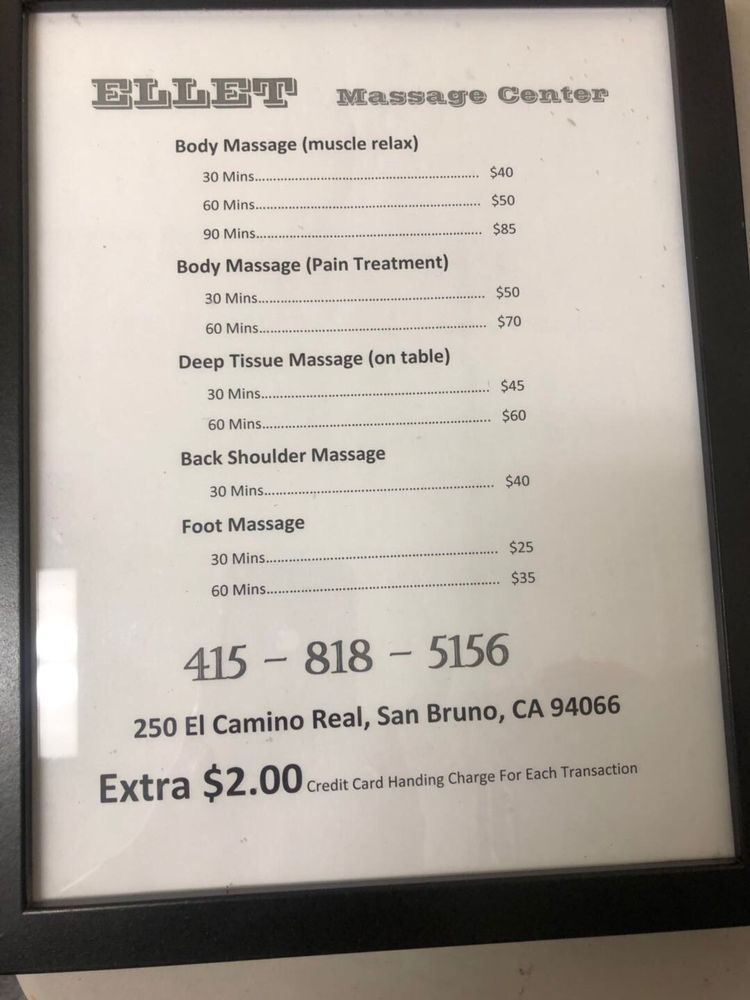 ELLET Massage Center
Body Massage (muscle relax)
30 Mins........................................................................ $40
60 Mins........................................................................ $50
90 Mins........................................................................ $85
Body Massage (Pain Treatment)
30 Mins........................................................................ $50
60 Mins........................................................................ $70
Deep Tissue Massage (on table)
30 Mins........................................................................ $45
60 Mins........................................................................ $60
Back Shoulder Massage
30 Mins........................................................................ $40
Foot Massage
30 Mins........................................................................ $25
60 Mins........................................................................ $35
415 – 818 – 5156
250 El Camino Real, San Bruno, CA 94066
Extra $2.00 Credit Card Handing Charge For Each Transaction